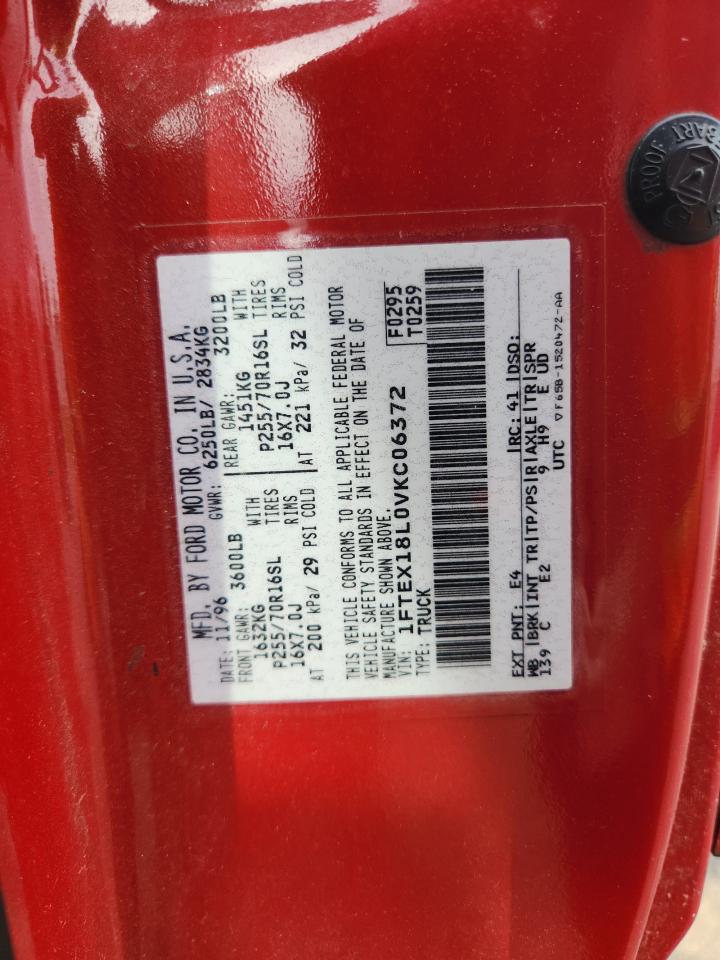 MFD. BY FORD MOTOR CO. IN U.S.A.
DATE: 11/96 GVWR: 6250LB/ 2834KG
FRONT GAWR: 3600LB REAR GAWR: 3200LB
1632KG WITH 1451KG WITH
P255/70R16SL TIRES P255/70R16SL TIRES
16X7.0J RIMS 16X7.0J RIMS
AT 200 kPa/ 29 PSI COLD AT 221 kPa/ 32 PSI COLD
THIS VEHICLE CONFORMS TO ALL APPLICABLE FEDERAL MOTOR
VEHICLE SAFETY STANDARDS IN EFFECT ON THE DATE OF
MANUFACTURE SHOWN ABOVE.
VIN: 1FTEX18L0VKC06372
TYPE: TRUCK
F0295
T0259
EXT PNT: E4 RC: 41 DSO:
WB BRK INT TR TP/PS R AXLE TR SPR
139 C E2 9 H9 E UD
UTC
F65B-1520472-AA
PROOF